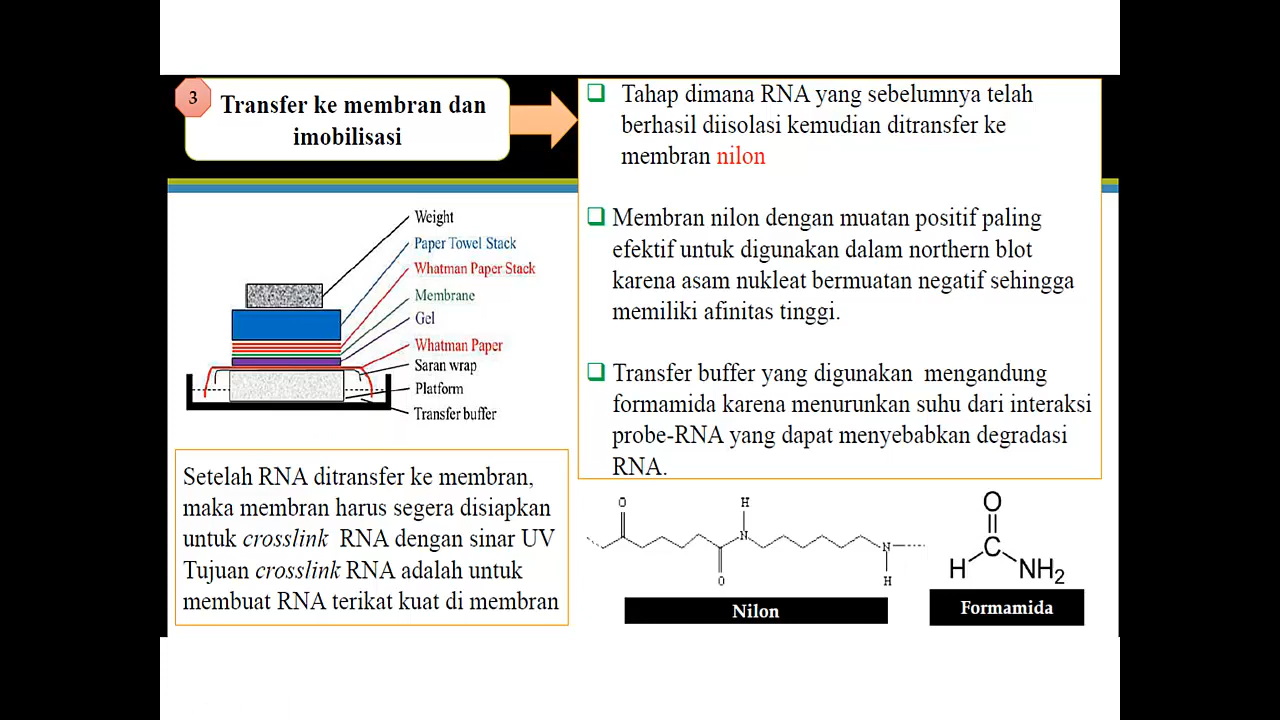 3
Transfer ke membran dan
imobilisasi
Tahap dimana RNA yang sebelumnya telah
berhasil diisolasi kemudian ditransfer ke
membran nilon
Membran nilon dengan muatan positif paling
efektif untuk digunakan dalam northern blot
karena asam nukleat bermuatan negatif sehingga
memiliki afinitas tinggi.
Transfer buffer yang digunakan mengandung
formamida karena menurunkan suhu dari interaksi
probe-RNA yang dapat menyebabkan degradasi
RNA.
Weight
Paper Towel Stack
Whatman Paper Stack
Membrane
Gel
Whatman Paper
Saran wrap
Platform
Transfer buffer
Setelah RNA ditransfer ke membran,
maka membran harus segera disiapkan
untuk crosslink RNA dengan sinar UV
Tujuan crosslink RNA adalah untuk
membuat RNA terikat kuat di membran
O
H
N
O
N
H
Nilon
O
C
H
NH2
Formamida